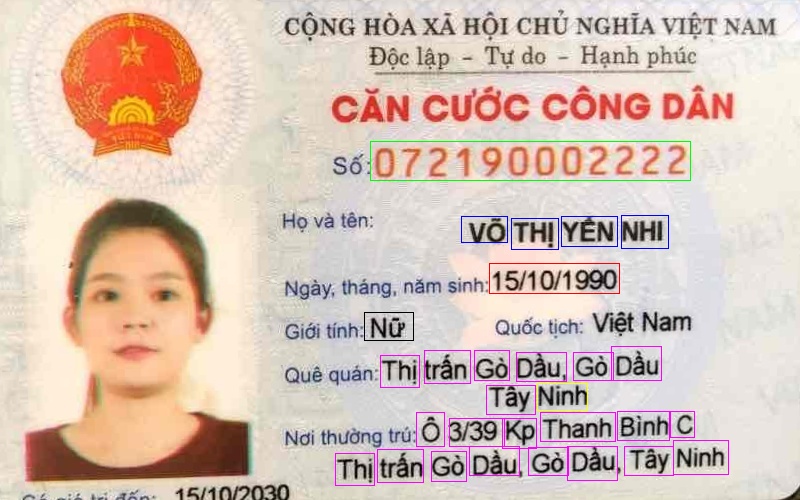 CỘNG HÒA XÃ HỘI CHỦ NGHĨA VIỆT NAM
Độc lập - Tự do - Hạnh phúc
CĂN CƯỚC CÔNG DÂN
Số: 072190002222
Họ và tên: VÕ THỊ YẾN NHI
Ngày, tháng, năm sinh: 15/10/1990
Giới tính: Nữ Quốc tịch: Việt Nam
Quê quán: Thị trấn Gò Dầu, Gò Dầu
Tây Ninh
Nơi thường trú: Ô 3/39 Kp Thanh Bình C
Thị trấn Gò Dầu, Gò Dầu, Tây Ninh
Có giá trị đến: 15/10/2030